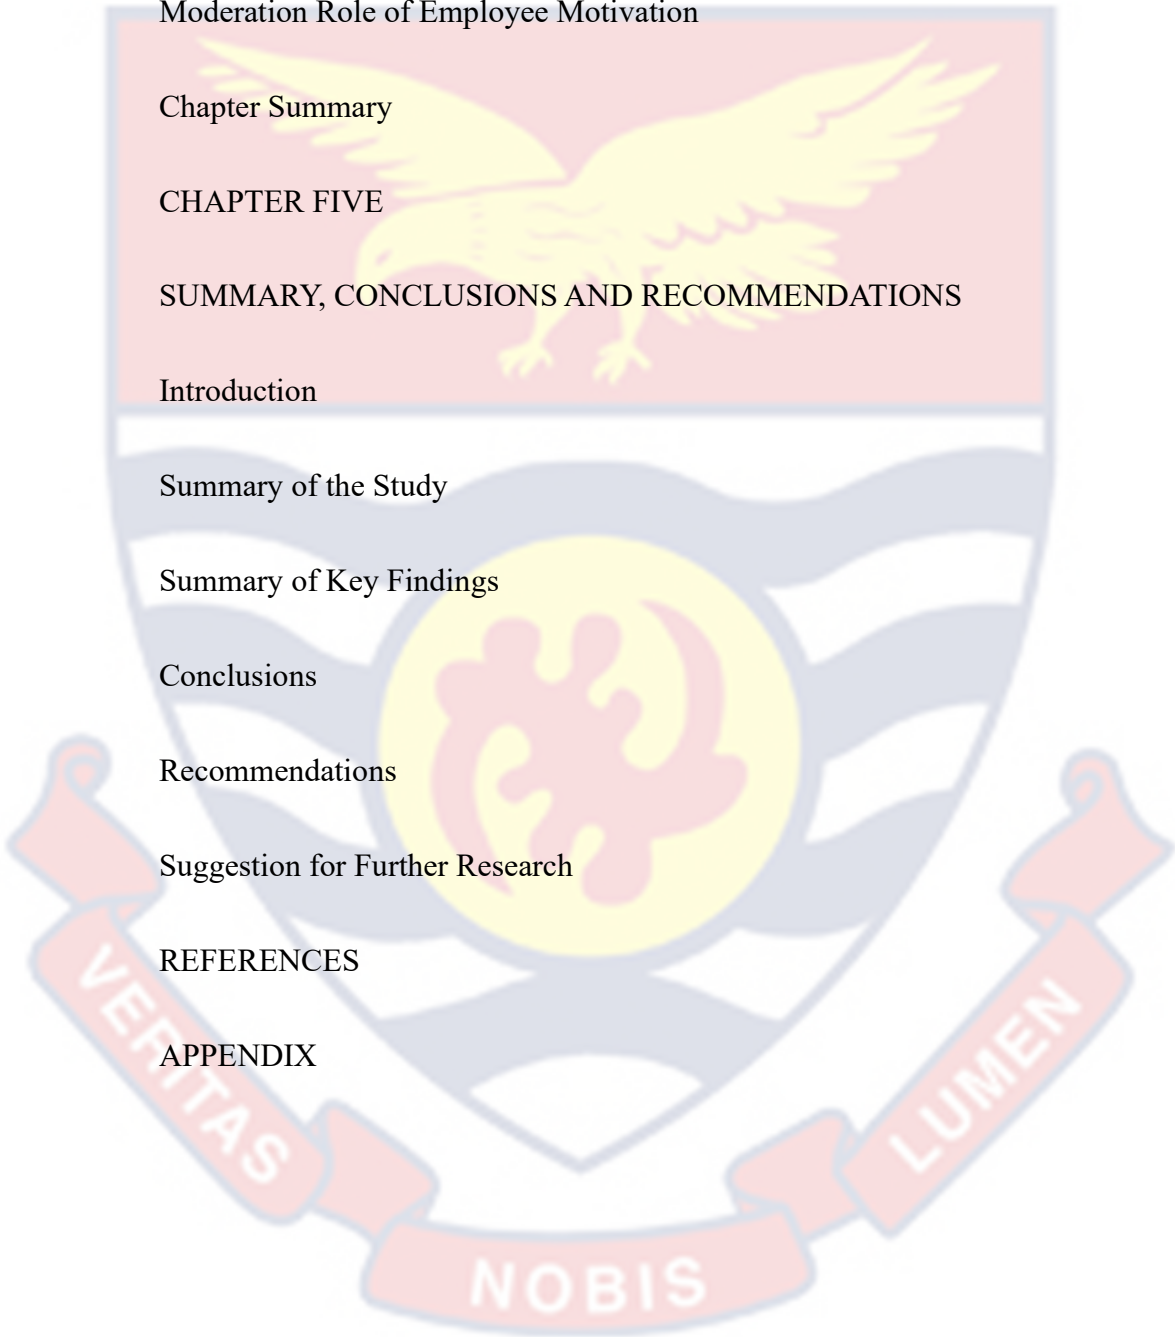 Moderation Role of Employee Motivation
Chapter Summary
CHAPTER FIVE
SUMMARY, CONCLUSIONS AND RECOMMENDATIONS
Introduction
Summary of the Study
Summary of Key Findings
Conclusions
Recommendations
Suggestion for Further Research
REFERENCES
APPENDIX
VERITAS
NOBIS
LUMEN